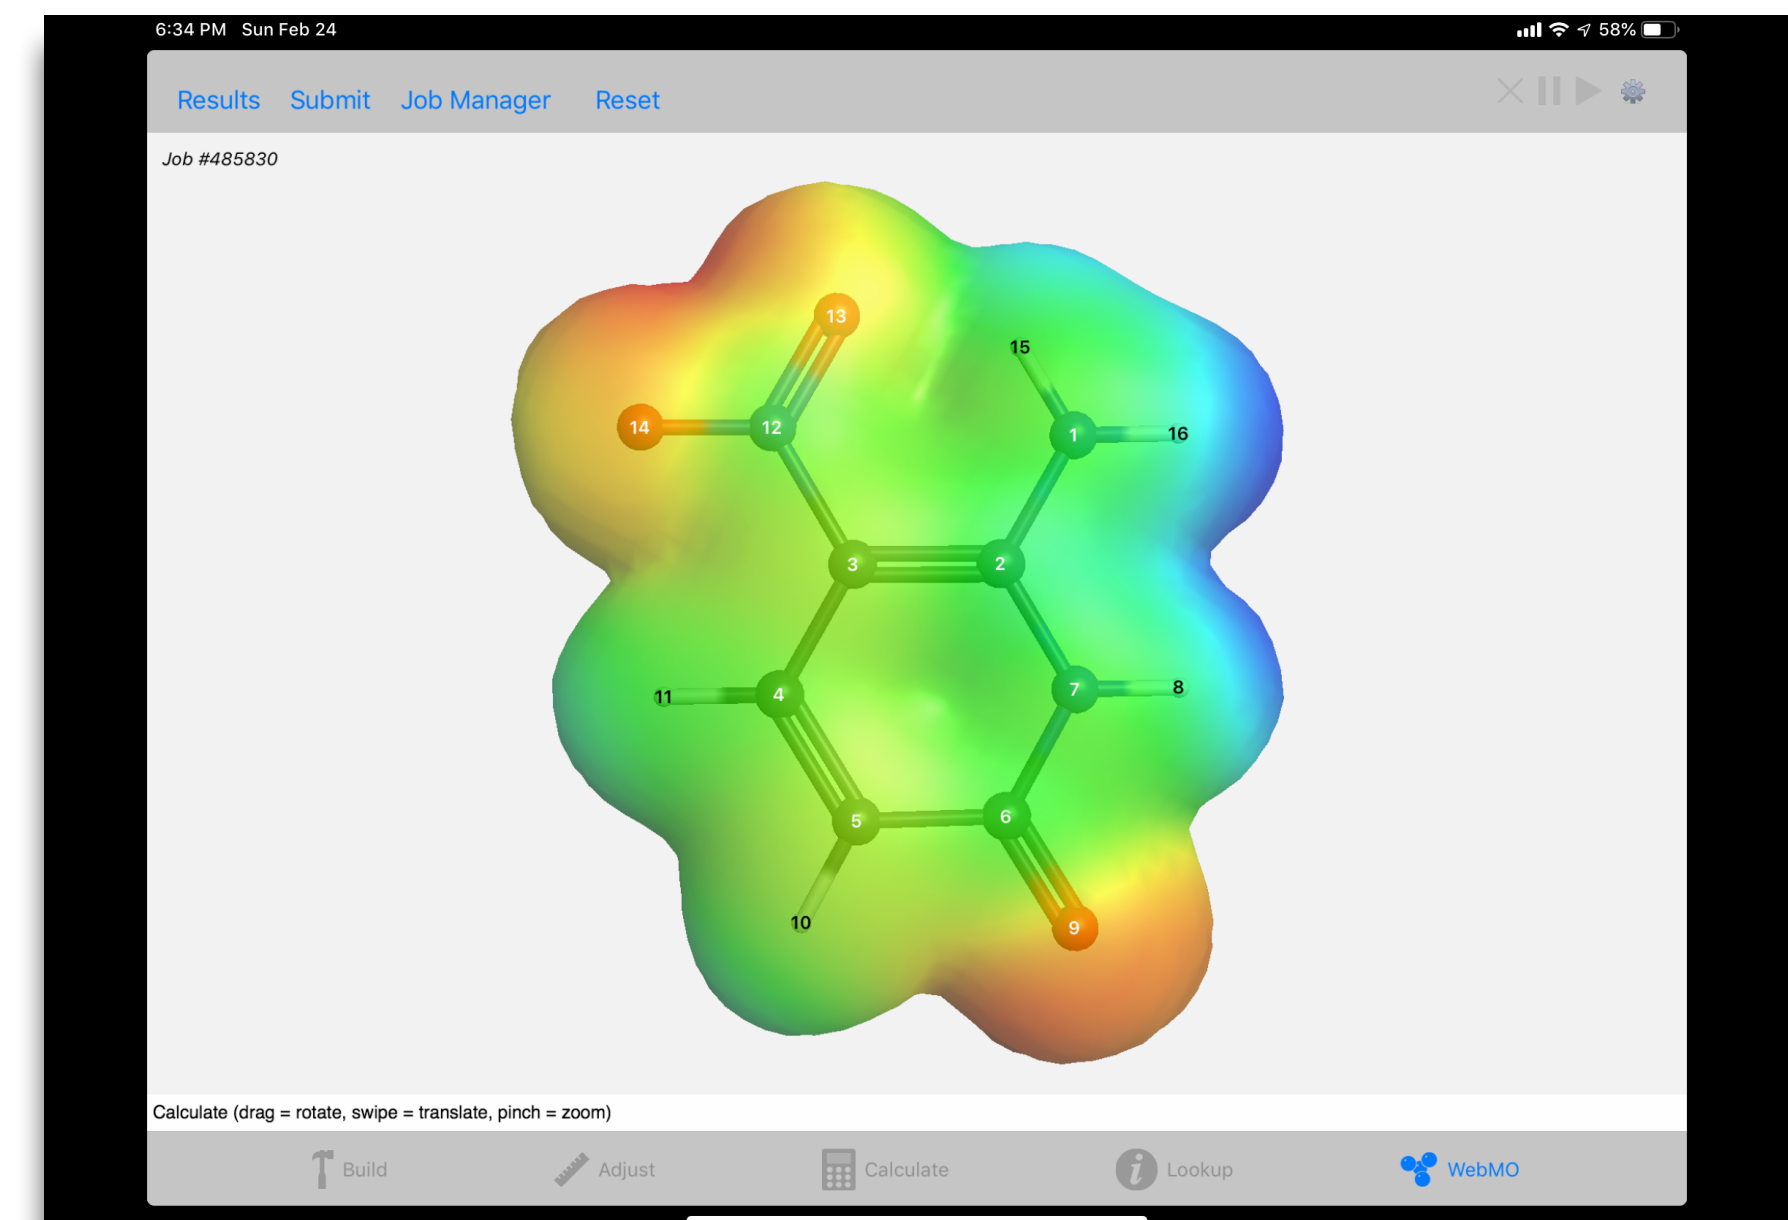 6:34 PM Sun Feb 24 58%
Results Submit Job Manager Reset
Job #485830
13
15
14 12 1 16
3 2
11 4 7 8
5 6
10 9
Calculate (drag = rotate, swipe = translate, pinch = zoom)
Build Adjust Calculate Lookup WebMO